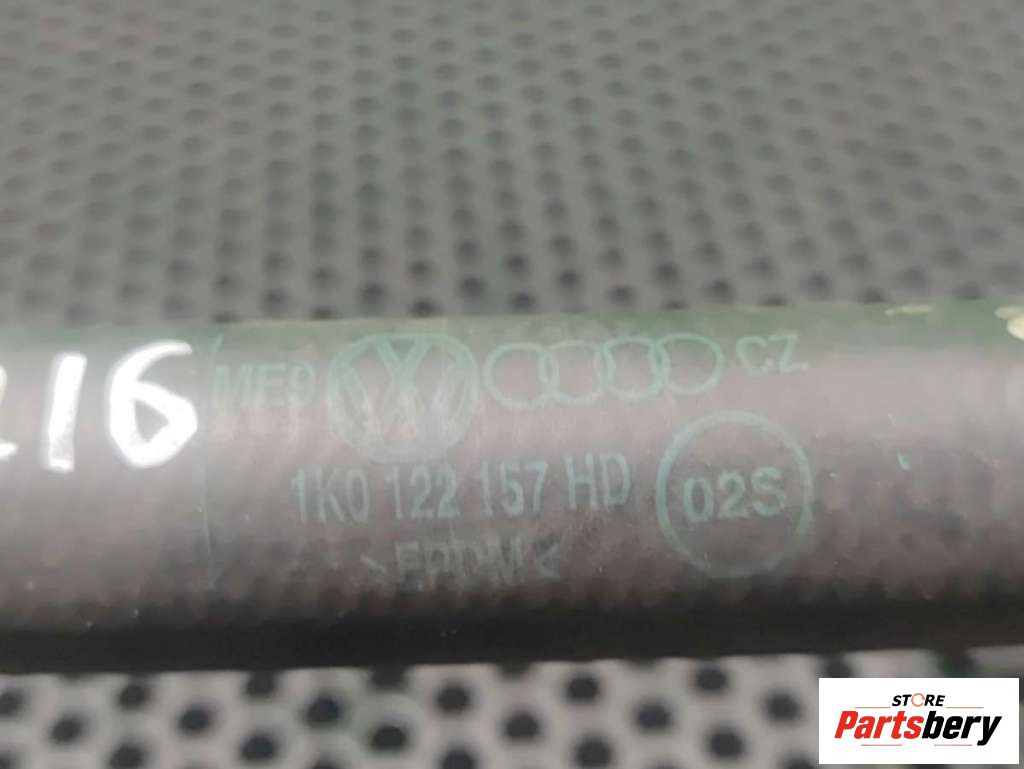 216
ME9 CZ
1K0 122 157 HD
02S
>EPDM<
STORE
Partsbery